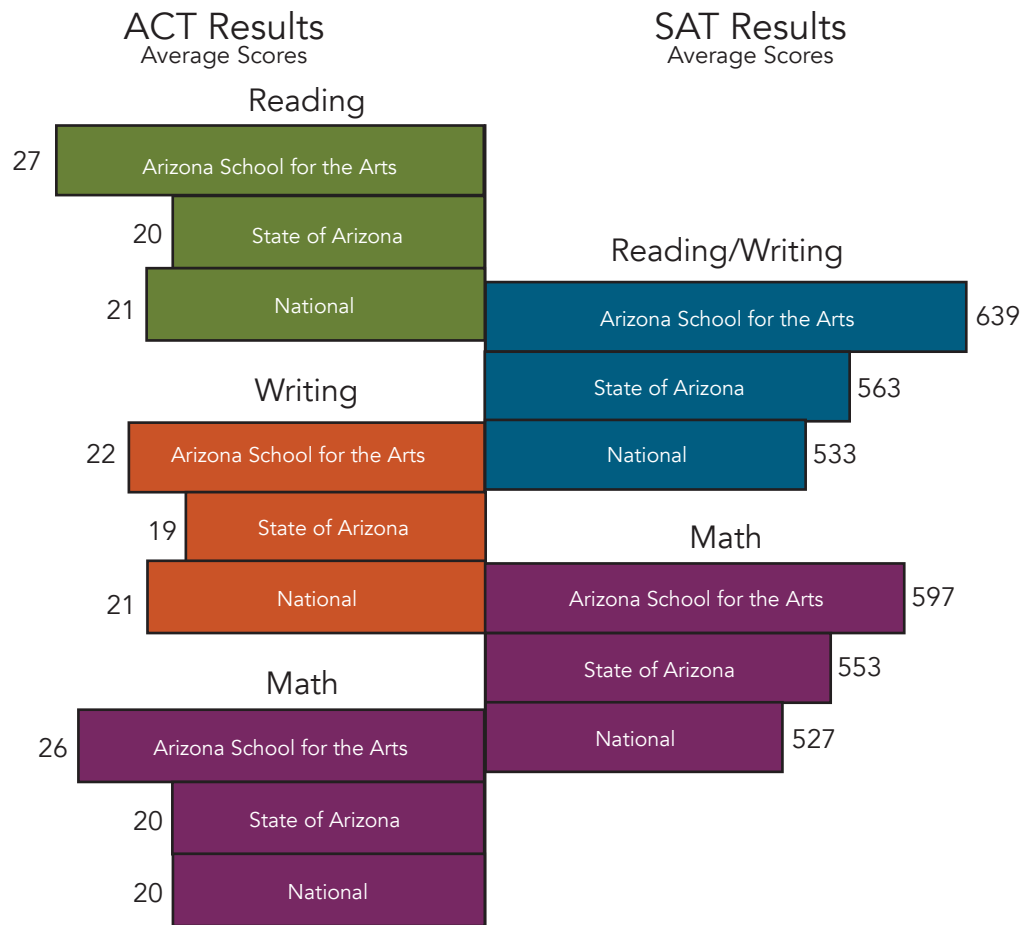 ACT Results
Average Scores
Reading
27
Arizona School for the Arts
20
State of Arizona
21
National
Writing
22
Arizona School for the Arts
19
State of Arizona
21
National
Math
26
Arizona School for the Arts
20
State of Arizona
20
National
SAT Results
Average Scores
Reading/Writing
Arizona School for the Arts
639
State of Arizona
563
National
533
Math
Arizona School for the Arts
597
State of Arizona
553
National
527